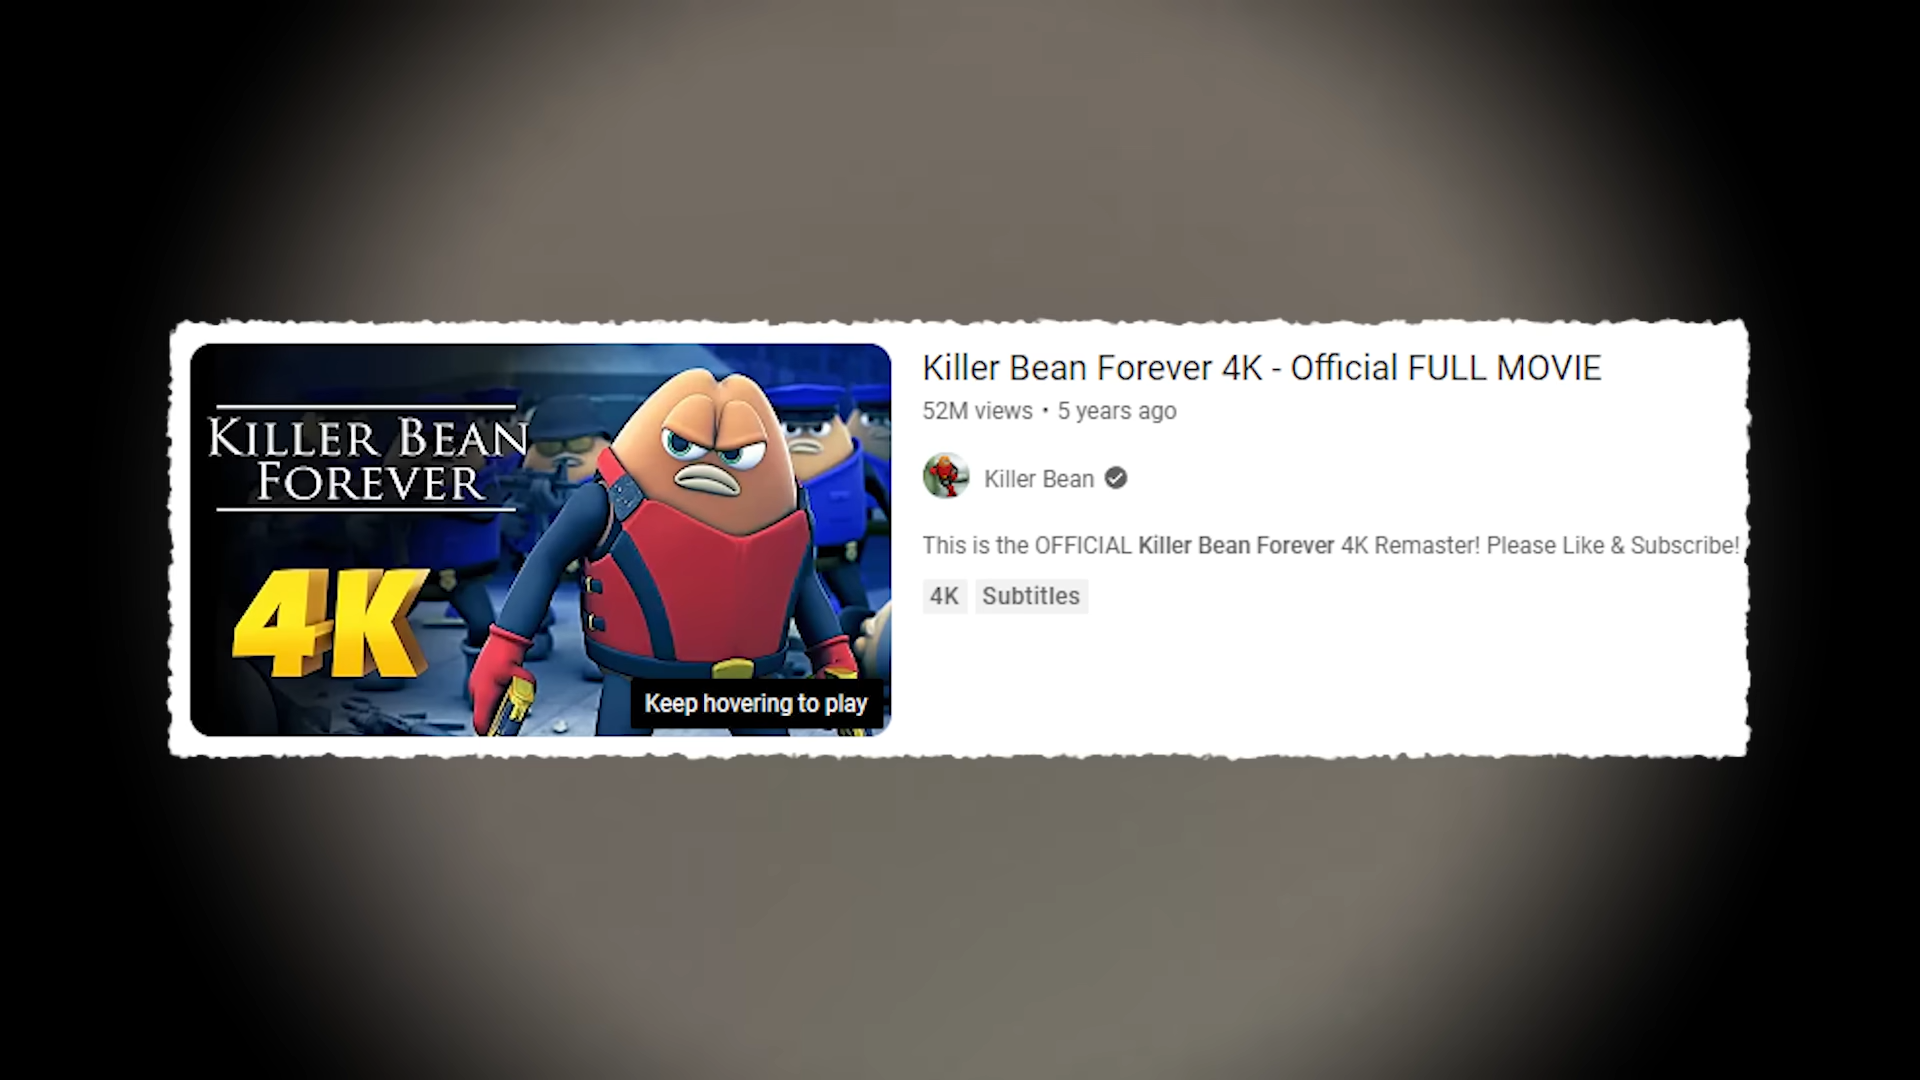 KILLER BEAN
FOREVER
4K
Keep hovering to play
Killer Bean Forever 4K - Official FULL MOVIE
52M views • 5 years ago
Killer Bean
This is the OFFICIAL Killer Bean Forever 4K Remaster! Please Like & Subscribe!
4K Subtitles